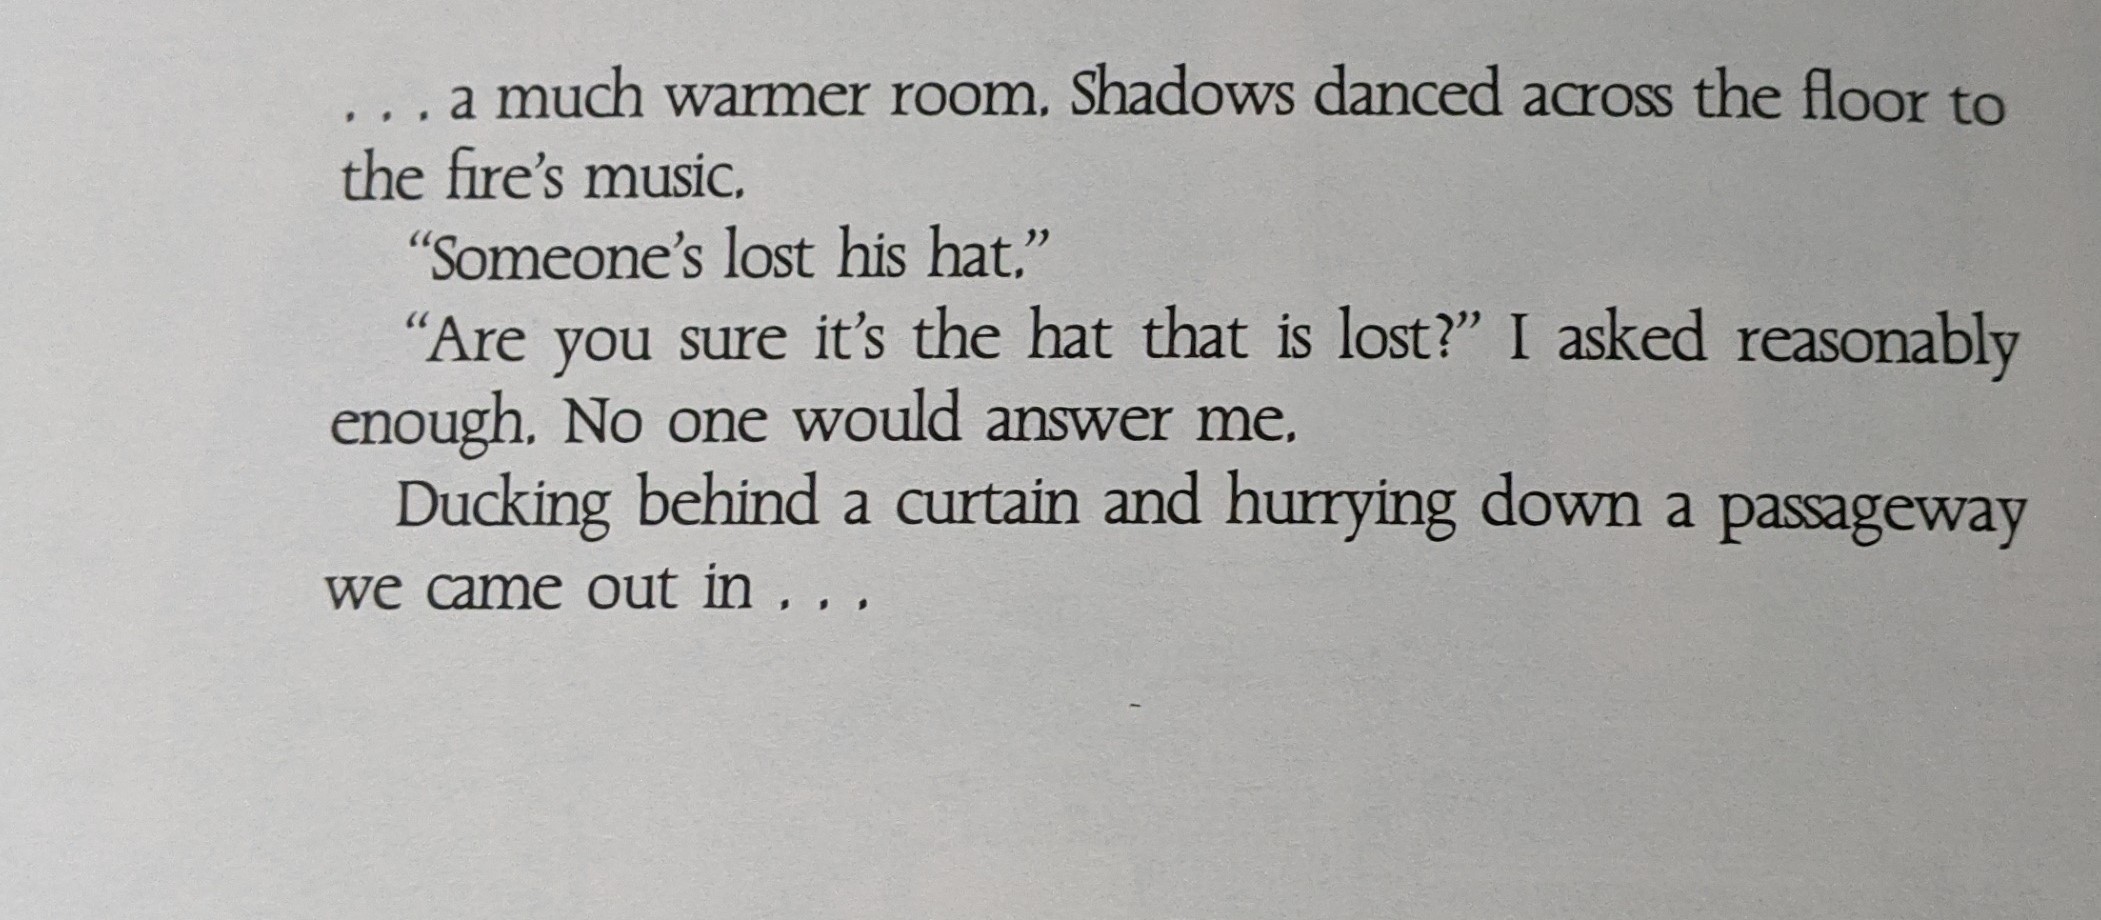 . . . a much warmer room. Shadows danced across the floor to
the fire’s music.
“Someone’s lost his hat.”
“Are you sure it’s the hat that is lost?” I asked reasonably
enough. No one would answer me.
Ducking behind a curtain and hurrying down a passageway
we came out in . . .